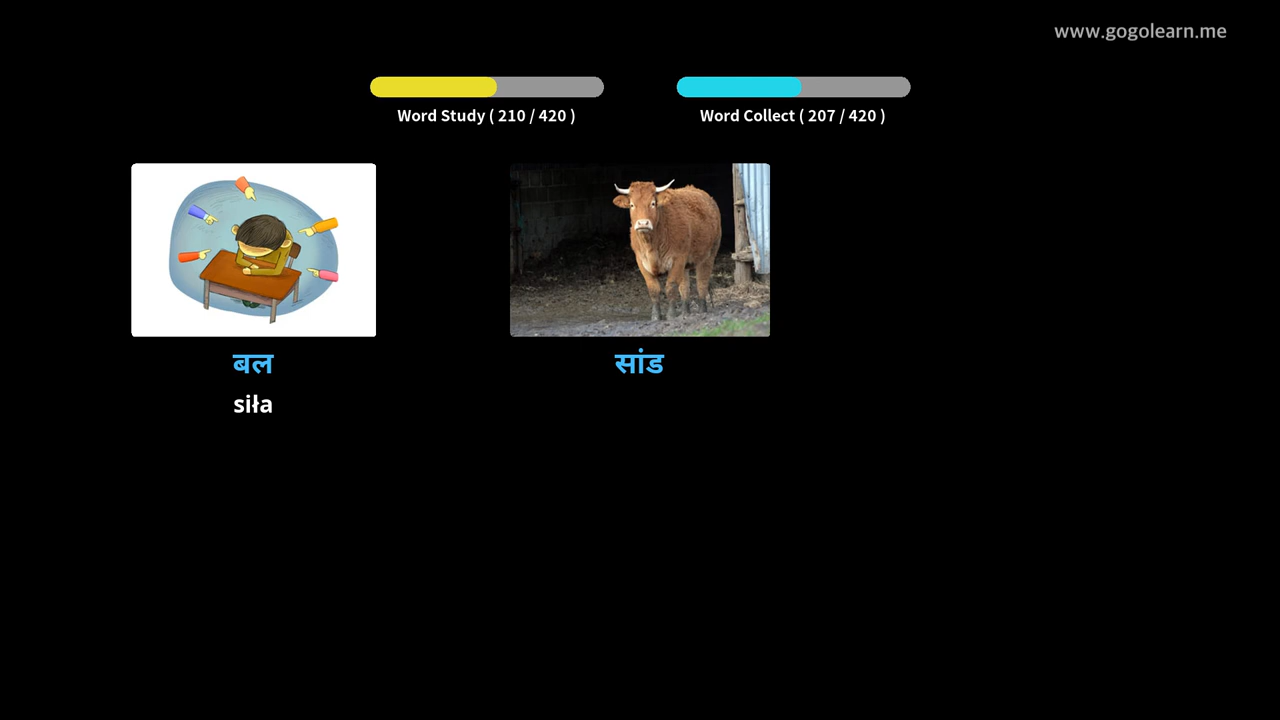 www.gogolearn.me
Word Study ( 210 / 420 )
Word Collect ( 207 / 420 )
बल
सांड
siła